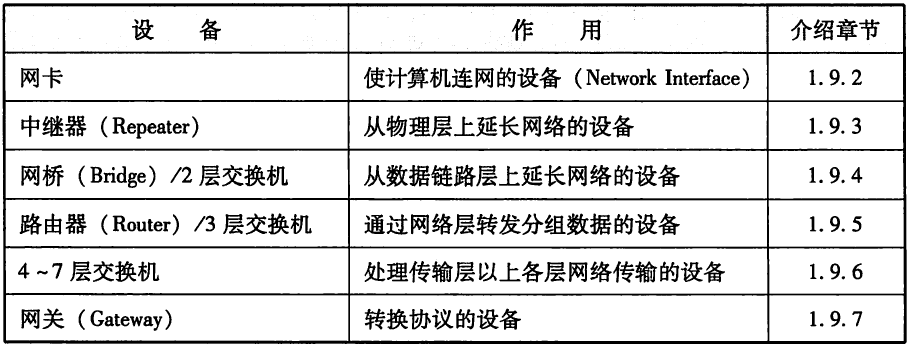 设 备 作 用 介绍章节
网卡 使计算机连网的设备（Network Interface） 1.9.2
中继器（Repeater） 从物理层上延长网络的设备 1.9.3
网桥（Bridge）/2 层交换机 从数据链路层上延长网络的设备 1.9.4
路由器（Router）/3 层交换机 通过网络层转发分组数据的设备 1.9.5
4～7 层交换机 处理传输层以上各层网络传输的设备 1.9.6
网关（Gateway） 转换协议的设备 1.9.7